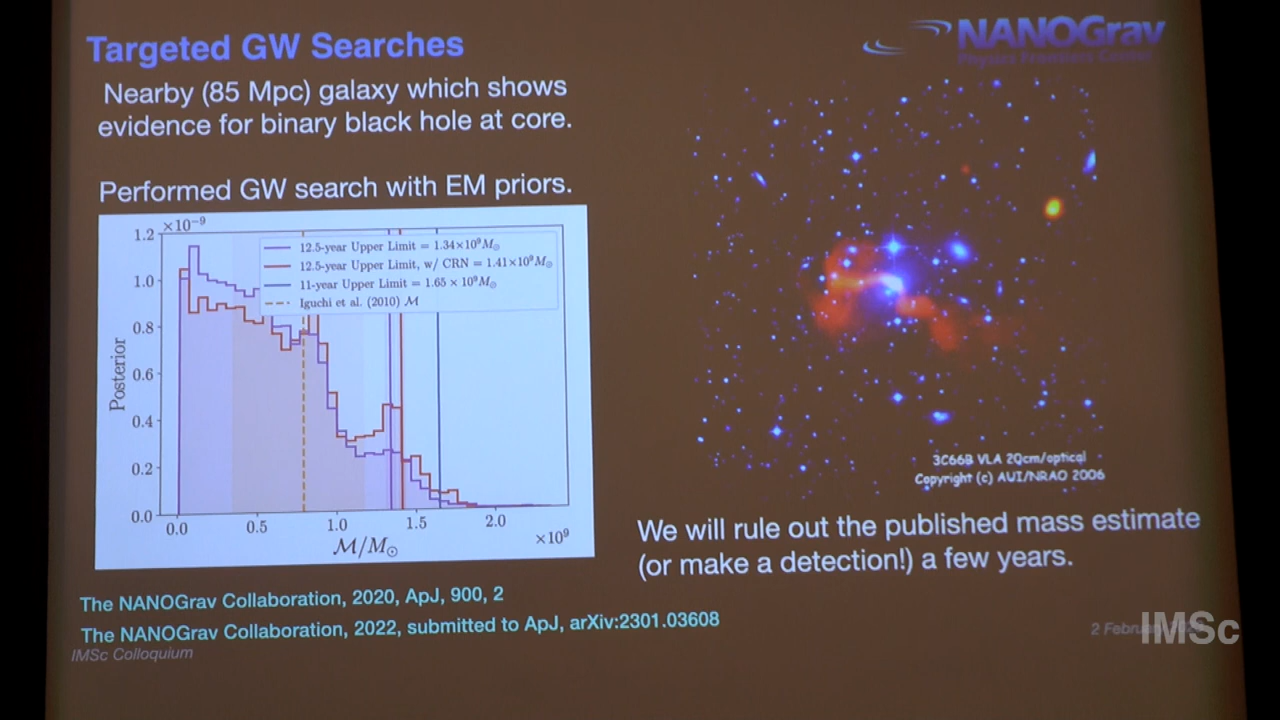 Targeted GW Searches
NANOGrav
Physics Frontiers Center
Nearby (85 Mpc) galaxy which shows
evidence for binary black hole at core.
Performed GW search with EM priors.
×10⁻⁹
1.2
1.0
0.8
0.6
0.4
0.2
0.0
Posterior
12.5-year Upper Limit = 1.34×10⁹M⊙
12.5-year Upper Limit, w/ CRN = 1.41×10⁹M⊙
11-year Upper Limit = 1.65 × 10⁹M⊙
Iguchi et al. (2010) ℳ
0.0 0.5 1.0 1.5 2.0
×10⁹
ℳ/M⊙
3C66B VLA 20cm/optical
Copyright (c) AUI/NRAO 2006
We will rule out the published mass estimate
(or make a detection!) a few years.
The NANOGrav Collaboration, 2020, ApJ, 900, 2
The NANOGrav Collaboration, 2022, submitted to ApJ, arXiv:2301.03608
IMSc Colloquium
2
IMSc